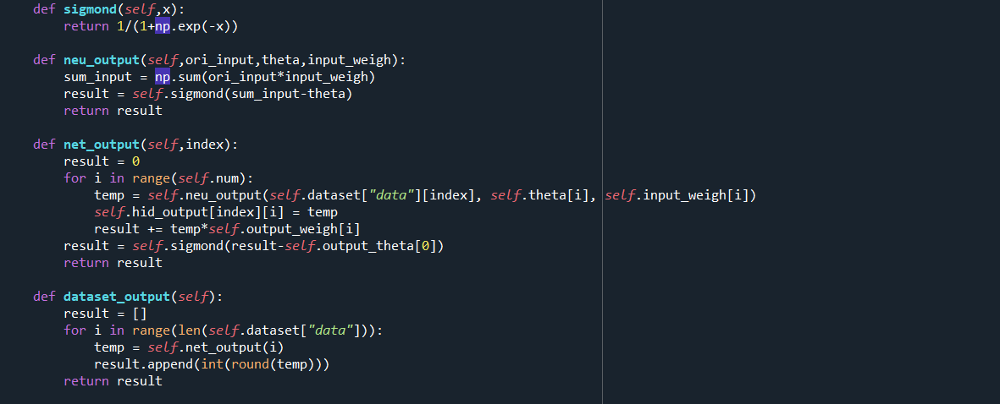 def sigmond(self,x):
return 1/(1+np.exp(-x))
def neu_output(self,ori_input,theta,input_weigh):
sum_input = np.sum(ori_input*input_weigh)
result = self.sigmond(sum_input-theta)
return result
def net_output(self,index):
result = 0
for i in range(self.num):
temp = self.neu_output(self.dataset["data"][index], self.theta[i], self.input_weigh[i])
self.hid_output[index][i] = temp
result += temp*self.output_weigh[i]
result = self.sigmond(result-self.output_theta[0])
return result
def dataset_output(self):
result = []
for i in range(len(self.dataset["data"])):
temp = self.net_output(i)
result.append(int(round(temp)))
return result